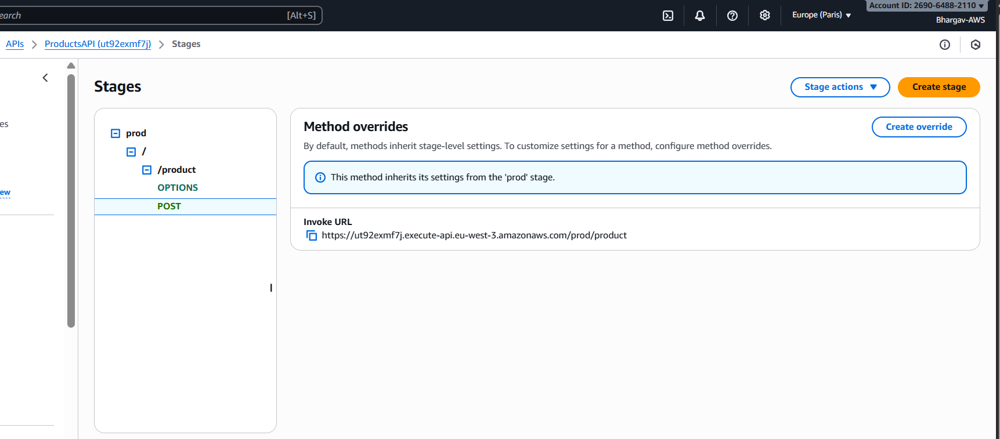 earch [Alt+S] Europe (Paris) Account ID: 2690-6488-2110
Bhargav-AWS
APIs ProductsAPI (ut92exmf7j) Stages
es
ew
Stages
Stage actions
Create stage
prod
/
/product
OPTIONS
POST
Method overrides
Create override
By default, methods inherit stage-level settings. To customize settings for a method, configure method overrides.
This method inherits its settings from the 'prod' stage.
Invoke URL
https://ut92exmf7j.execute-api.eu-west-3.amazonaws.com/prod/product